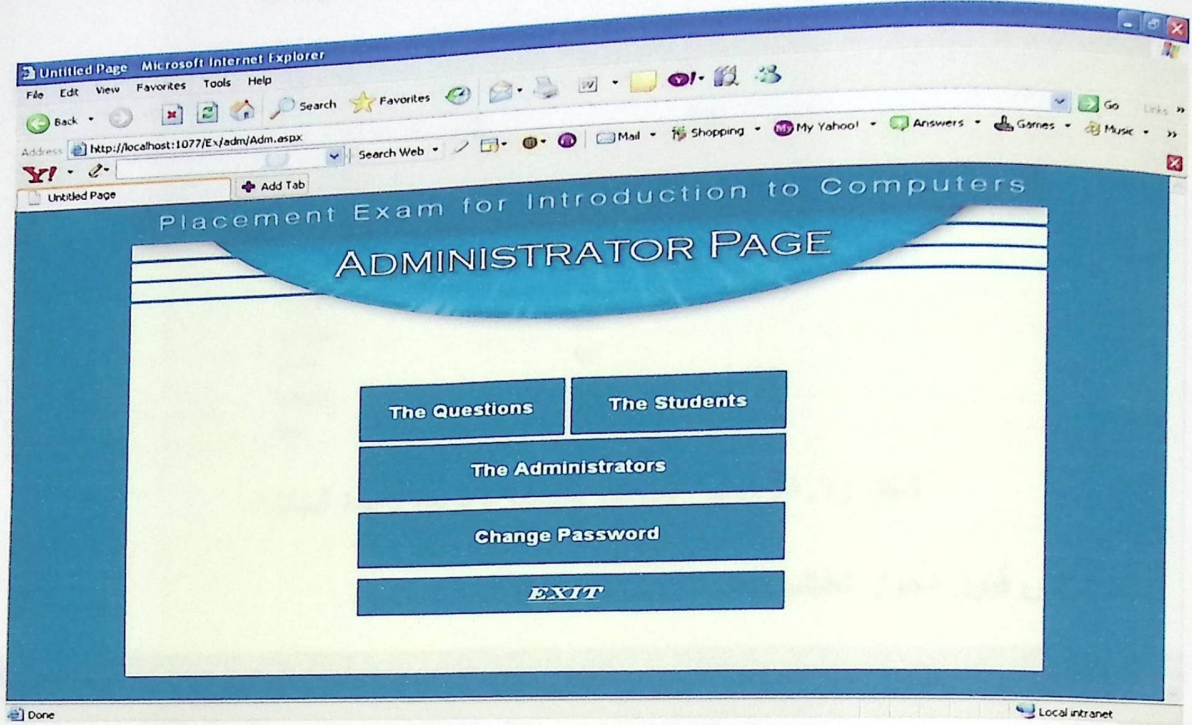 Untitled Page Microsoft Internet Explorer
File Edit View Favorites Tools Help
Back Search Favorites
Address http://localhost:1077/Ex/adm/Adm.aspx Go Links »
Y! Search Web Mail Shopping My Yahoo! Answers Games Music »
Untitled Page Add Tab
Placement Exam for Introduction to Computers
ADMINISTRATOR PAGE
The Questions The Students
The Administrators
Change Password
EXIT
Done Local intranet